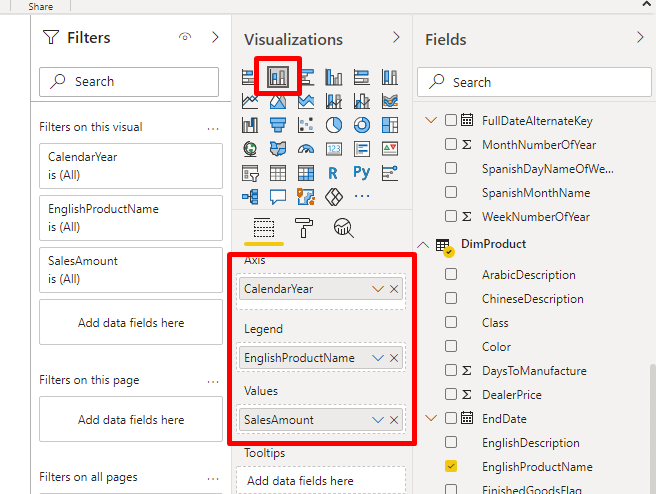 Share
Filters
Search
Filters on this visual ...
CalendarYear
is (All)
EnglishProductName
is (All)
SalesAmount
is (All)
Add data fields here
Filters on this page ...
Add data fields here
Filters on all pages ...
Visualizations
R Py
123
...
Axis
CalendarYear
Legend
EnglishProductName
Values
SalesAmount
Tooltips
Add data fields here
Fields
Search
FullDateAlternateKey
Σ MonthNumberOfYear
SpanishDayNameOfWe...
SpanishMonthName
Σ WeekNumberOfYear
DimProduct
ArabicDescription
ChineseDescription
Class
Color
Σ DaysToManufacture
Σ DealerPrice
EndDate
EnglishDescription
EnglishProductName
FinishedGoodsFlag